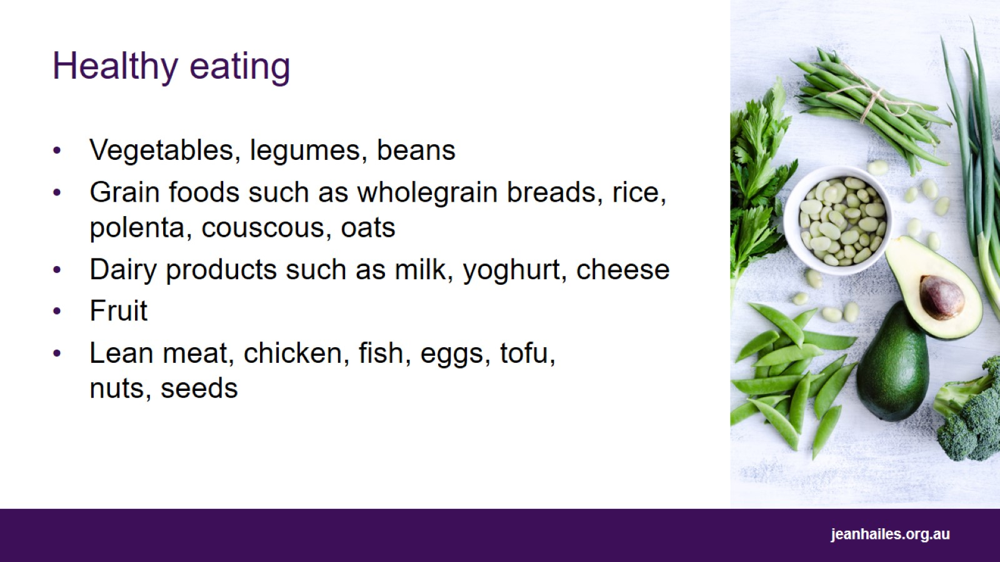 Healthy eating
• Vegetables, legumes, beans
• Grain foods such as wholegrain breads, rice,
polenta, couscous, oats
• Dairy products such as milk, yoghurt, cheese
• Fruit
• Lean meat, chicken, fish, eggs, tofu,
nuts, seeds
jeanhailes.org.au